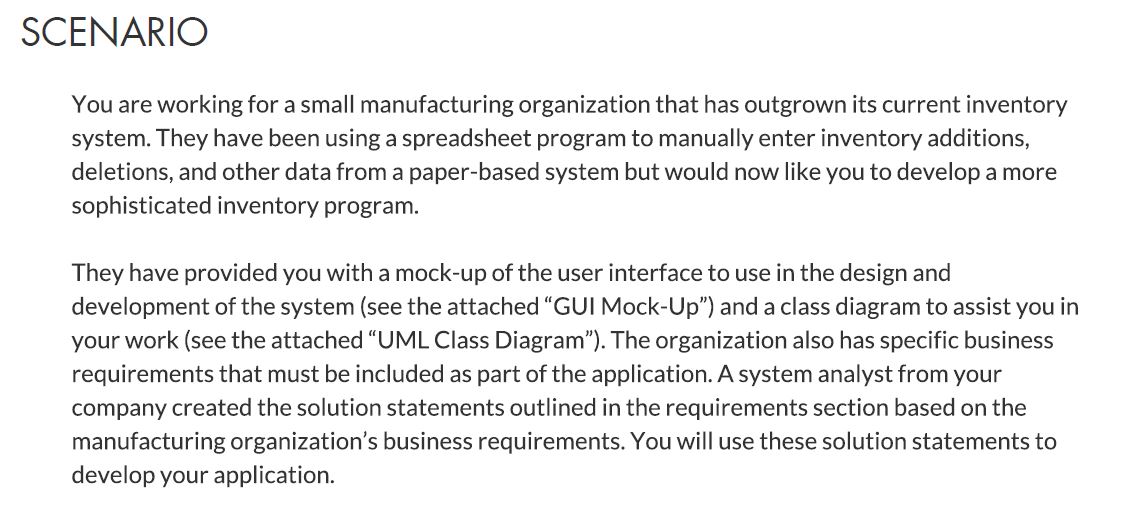 SCENARIO
You are working for a small manufacturing organization that has outgrown its current inventory
system. They have been using a spreadsheet program to manually enter inventory additions,
deletions, and other data from a paper-based system but would now like you to develop a more
sophisticated inventory program.
They have provided you with a mock-up of the user interface to use in the design and
development of the system (see the attached “GUI Mock-Up”) and a class diagram to assist you in
your work (see the attached “UML Class Diagram”). The organization also has specific business
requirements that must be included as part of the application. A system analyst from your
company created the solution statements outlined in the requirements section based on the
manufacturing organization’s business requirements. You will use these solution statements to
develop your application.